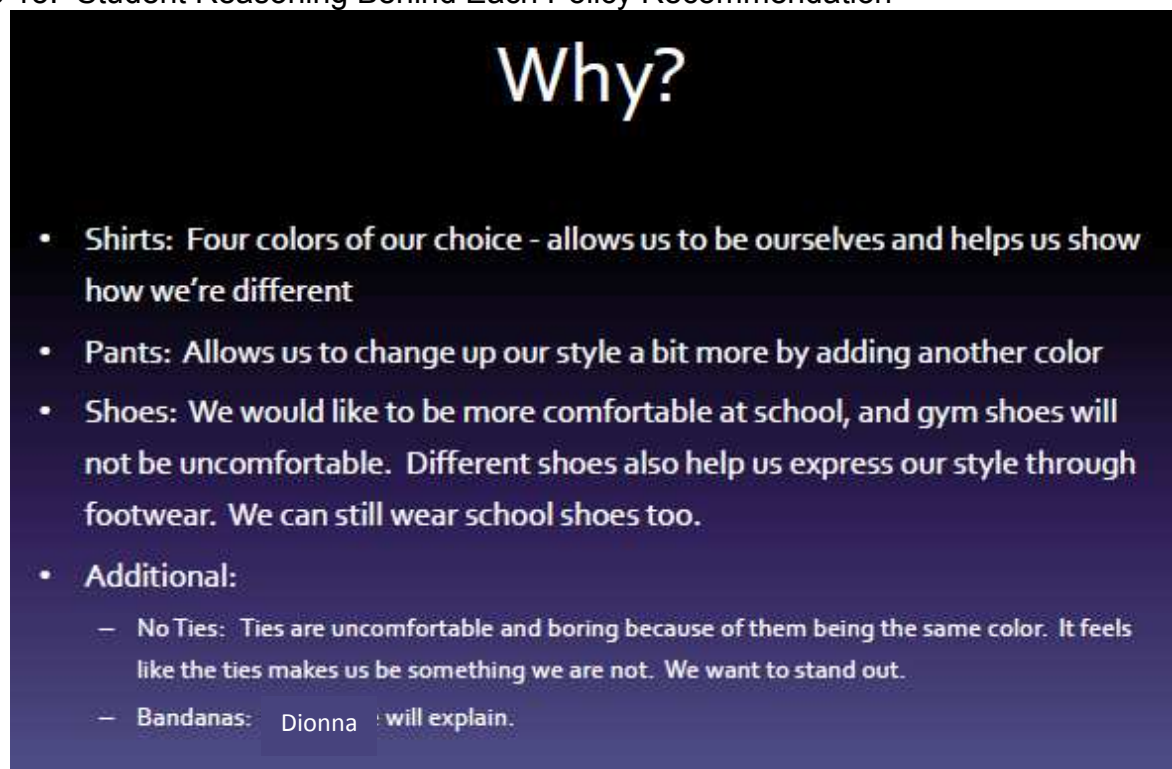 Student Reasoning Behind Each Policy Recommendation
Why?
• Shirts: Four colors of our choice - allows us to be ourselves and helps us show
how we're different
• Pants: Allows us to change up our style a bit more by adding another color
• Shoes: We would like to be more comfortable at school, and gym shoes will
not be uncomfortable. Different shoes also help us express our style through
footwear. We can still wear school shoes too.
• Additional:
– No Ties: Ties are uncomfortable and boring because of them being the same color. It feels
like the ties makes us be something we are not. We want to stand out.
– Bandanas: Dionna will explain.